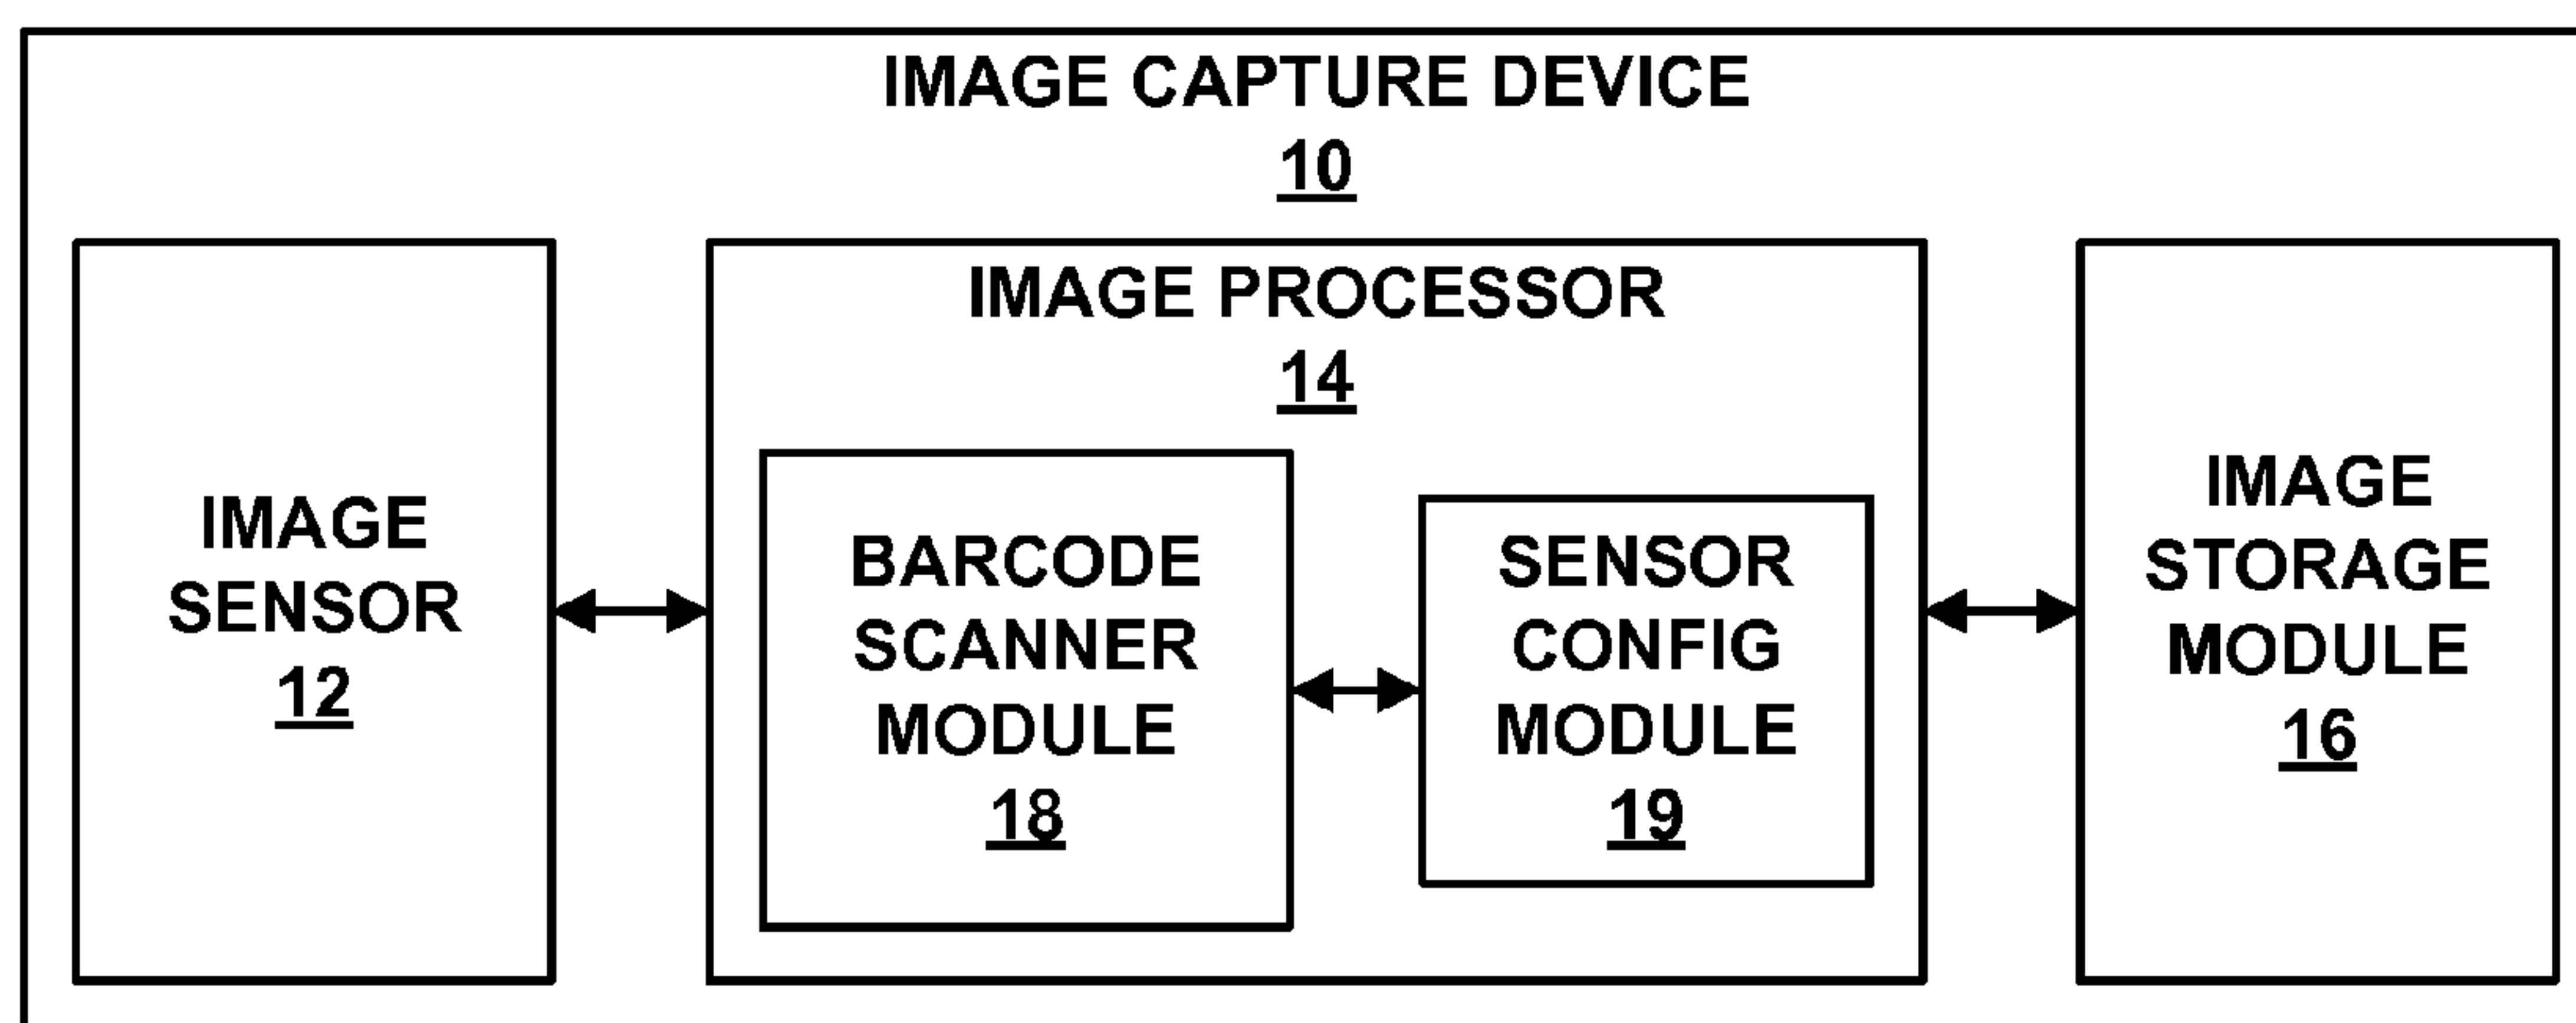 IMAGE CAPTURE DEVICE
10
IMAGE
SENSOR
12
IMAGE PROCESSOR
14
BARCODE
SCANNER
MODULE
18
SENSOR
CONFIG
MODULE
19
IMAGE
STORAGE
MODULE
16